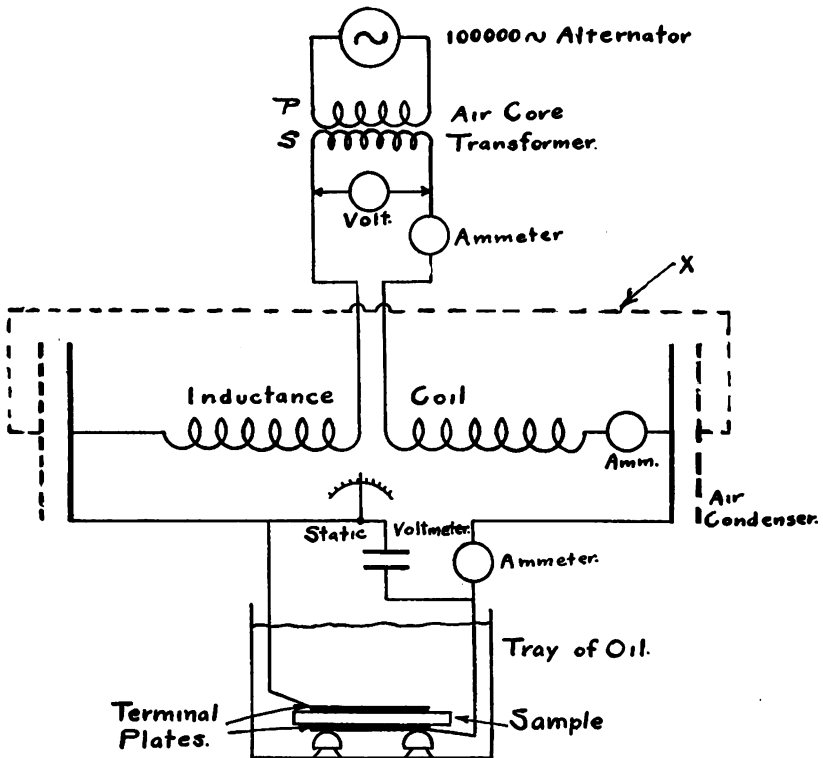 100000~ Alternator
P
Air Core
S
Transformer.
Volt.
Ammeter
X
Inductance
Coil
Amm.
Air
Condenser.
Static
Voltmeter.
Ammeter.
Tray of Oil.
Terminal
Plates.
Sample